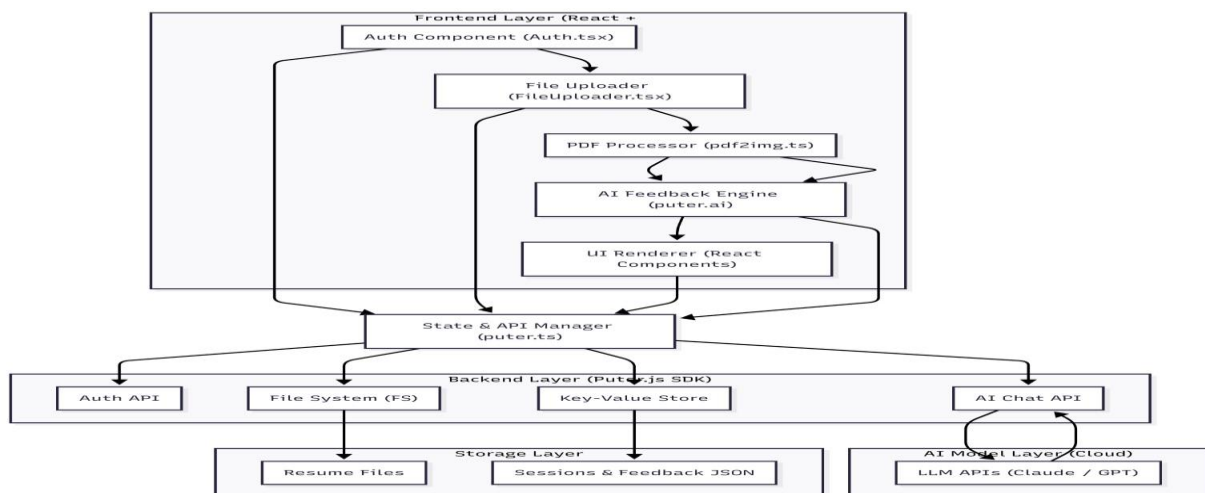 Frontend Layer (React +
Auth Component (Auth.tsx)
File Uploader
(FileUploader.tsx)
PDF Processor (pdf2img.ts)
AI Feedback Engine
(puter.ai)
UI Renderer (React
Components)
State & API Manager
(puter.ts)
Backend Layer (Puter.js SDK)
Auth API
File System (FS)
Key-Value Store
AI Chat API
Storage Layer
AI Model Layer (Cloud)
Resume Files
Sessions & Feedback JSON
LLM APIs (Claude / GPT)